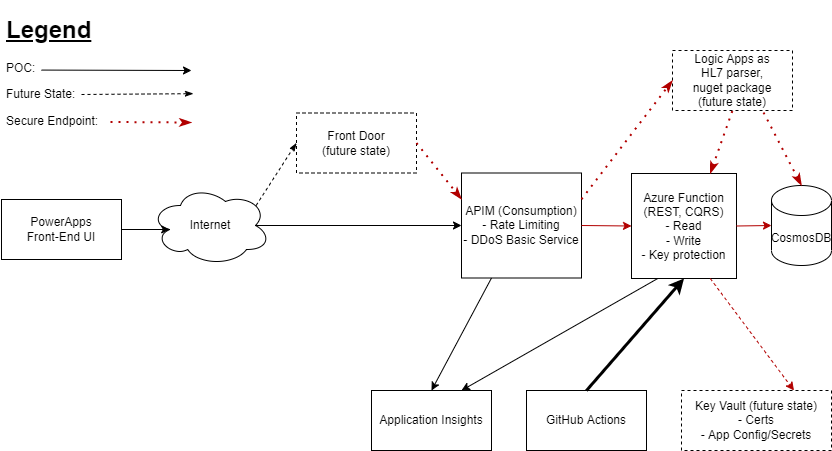 Legend
POC:
Future State:
Secure Endpoint:
Logic Apps as
HL7 parser,
nuget package
(future state)
Front Door
(future state)
PowerApps
Front-End UI
Internet
APIM (Consumption)
- Rate Limiting
- DDoS Basic Service
Azure Function
(REST, CQRS)
- Read
- Write
- Key protection
CosmosDB
Application Insights
GitHub Actions
Key Vault (future state)
- Certs
- App Config/Secrets